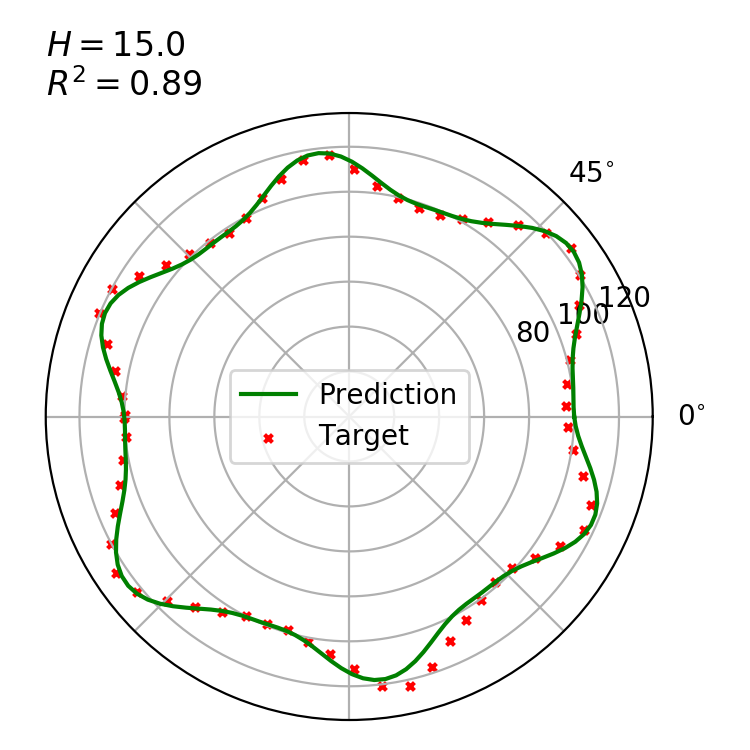 H = 15.0
R² = 0.89
45°
120
100
80
0°
Prediction
Target